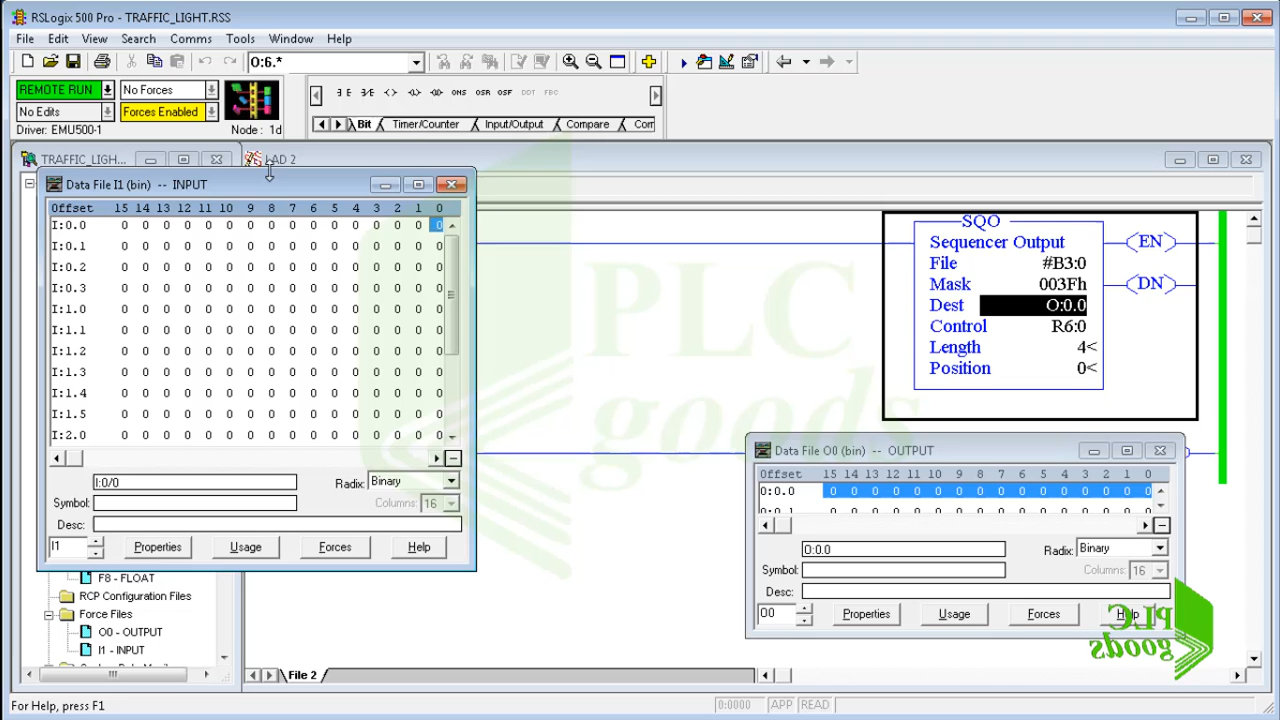 RSLogix 500 Pro - TRAFFIC_LIGHT.RSS
File Edit View Search Comms Tools Window Help
O:6.*
REMOTE RUN No Forces
No Edits Forces Enabled
Driver: EMU500-1 Node : 1d
Bit Timer/Counter Input/Output Compare Com
TRAFFIC_LIGH... LAD 2
Data File I1 (bin) -- INPUT
Offset 15 14 13 12 11 10 9 8 7 6 5 4 3 2 1 0
I:0.0 0 0 0 0 0 0 0 0 0 0 0 0 0 0 0 0
I:0.1 0 0 0 0 0 0 0 0 0 0 0 0 0 0 0 0
I:0.2 0 0 0 0 0 0 0 0 0 0 0 0 0 0 0 0
I:0.3 0 0 0 0 0 0 0 0 0 0 0 0 0 0 0 0
I:1.0 0 0 0 0 0 0 0 0 0 0 0 0 0 0 0 0
I:1.1 0 0 0 0 0 0 0 0 0 0 0 0 0 0 0 0
I:1.2 0 0 0 0 0 0 0 0 0 0 0 0 0 0 0 0
I:1.3 0 0 0 0 0 0 0 0 0 0 0 0 0 0 0 0
I:1.4 0 0 0 0 0 0 0 0 0 0 0 0 0 0 0 0
I:1.5 0 0 0 0 0 0 0 0 0 0 0 0 0 0 0 0
I:2.0 0 0 0 0 0 0 0 0 0 0 0 0 0 0 0 0
I:0/0 Radix: Binary
Symbol: Columns: 16
Desc:
I1 Properties Usage Forces Help
F8 - FLOAT
RCP Configuration Files
Force Files
O0 - OUTPUT
I1 - INPUT
SQO
Sequencer Output
File #B3:0
Mask 003Fh
Dest O:0.0
Control R6:0
Length 4<
Position 0<
EN
DN
PLC
goods
Data File O0 (bin) -- OUTPUT
Offset 15 14 13 12 11 10 9 8 7 6 5 4 3 2 1 0
O:0.0 0 0 0 0 0 0 0 0 0 0 0 0 0 0 0 0
O:0.0 Radix: Binary
Symbol: Columns: 16
Desc:
O0 Properties Usage Forces Help
PLC
goods
File 2
For Help, press F1 0:0000 APP READ